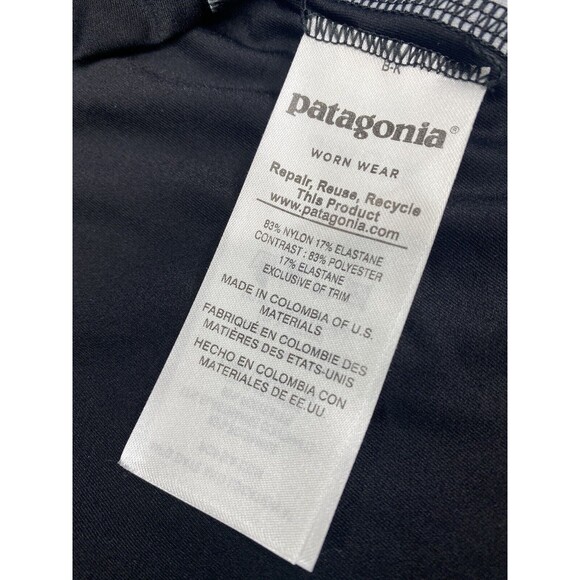 B-K
patagonia®
WORN WEAR
Repair, Reuse, Recycle
This Product
www.patagonia.com
83% NYLON 17% ELASTANE
CONTRAST : 83% POLYESTER
17% ELASTANE
EXCLUSIVE OF TRIM
MADE IN COLOMBIA OF U.S.
MATERIALS
FABRIQUÉ EN COLOMBIE DES
MATIÈRES DES ETATS-UNIS
HECHO EN COLOMBIA CON
MATERIALES DE EE.UU.